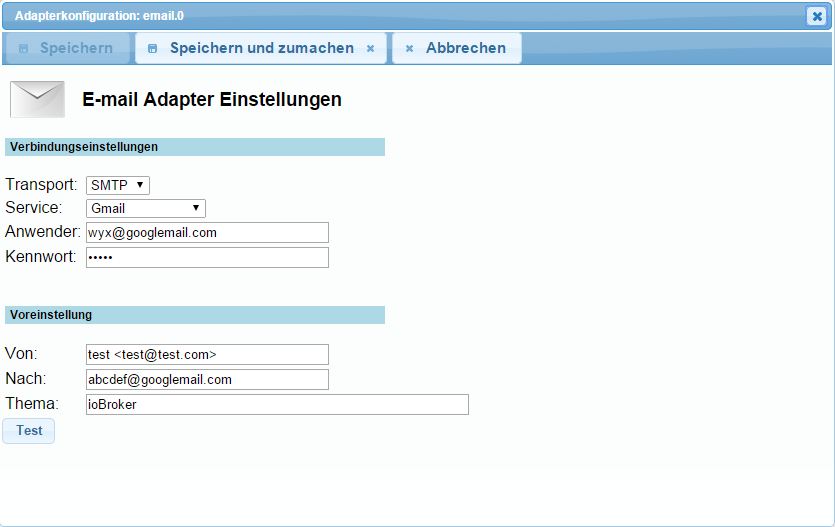 Adapterkonfiguration: email.0
Speichern Speichern und zumachen Abbrechen
E-mail Adapter Einstellungen
Verbindungseinstellungen
Transport: SMTP
Service: Gmail
Anwender: wyx@googlemail.com
Kennwort: •••••
Voreinstellung
Von: test <test@test.com>
Nach: abcdef@googlemail.com
Thema: ioBroker
Test